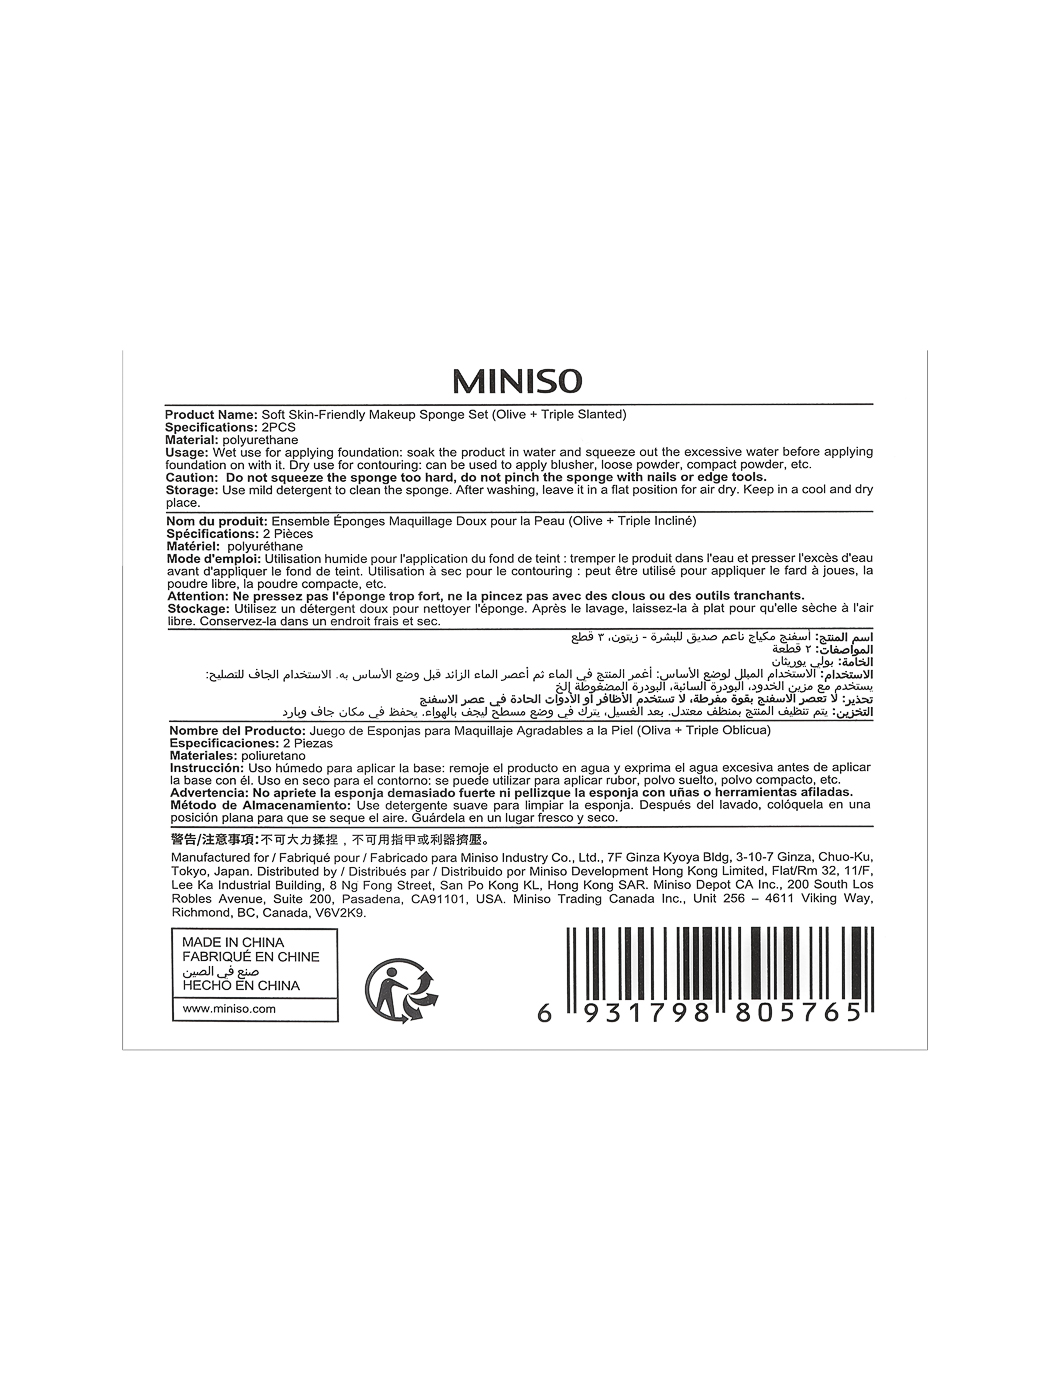 MINISO
Product Name: Soft Skin-Friendly Makeup Sponge Set (Olive + Triple Slanted)
Specifications: 2PCS
Material: polyurethane
Usage: Wet use for applying foundation: soak the product in water and squeeze out the excessive water before applying
foundation on with it. Dry use for contouring: can be used to apply blusher, loose powder, compact powder, etc.
Caution: Do not squeeze the sponge too hard, do not pinch the sponge with nails or edge tools.
Storage: Use mild detergent to clean the sponge. After washing, leave it in a flat position for air dry. Keep in a cool and dry
place.
Nom du produit: Ensemble Éponges Maquillage Doux pour la Peau (Olive + Triple Incliné)
Spécifications: 2 Pièces
Matériel: polyuréthane
Mode d'emploi: Utilisation humide pour l'application du fond de teint : tremper le produit dans l'eau et presser l'excès d'eau
avant d'appliquer le fond de teint. Utilisation à sec pour le contouring : peut être utilisé pour appliquer le fard à joues, la
poudre libre, la poudre compacte, etc.
Attention: Ne pressez pas l'éponge trop fort, ne la pincez pas avec des clous ou des outils tranchants.
Stockage: Utilisez un détergent doux pour nettoyer l'éponge. Après le lavage, laissez-la à plat pour qu'elle sèche à l'air
libre. Conservez-la dans un endroit frais et sec.
اسم المنتج: أسفنج مكياج ناعم صديق للبشرة - زيتون، ٣ قطع
المواصفات: ٢ قطعة
الخامة: بولي يوريثان
الاستخدام: الاستخدام المبلل لوضع الأساس: أغمر المنتج في الماء ثم أعصر الماء الزائد قبل وضع الأساس به. الاستخدام الجاف للتصليح:
يستخدم مع مزين الخدود، البودرة السائبة، البودرة المضغوطة إلخ
تحذير: لا تعصر الاسفنج بقوة مفرطة، لا تستخدم الأظافر أو الأدوات الحادة في عصر الاسفنج
التخزين: يتم تنظيف المنتج بمنظف معتدل. بعد الغسيل، يترك في وضع مسطح ليجف بالهواء. يحفظ في مكان جاف وبارد
Nombre del Producto: Juego de Esponjas para Maquillaje Agradables a la Piel (Oliva + Triple Oblicua)
Especificaciones: 2 Piezas
Materiales: poliuretano
Instrucción: Uso húmedo para aplicar la base: remoje el producto en agua y exprima el agua excesiva antes de aplicar
la base con él. Uso en seco para el contorno: se puede utilizar para aplicar rubor, polvo suelto, polvo compacto, etc.
Advertencia: No apriete la esponja demasiado fuerte ni pellizque la esponja con uñas o herramientas afiladas.
Método de Almacenamiento: Use detergente suave para limpiar la esponja. Después del lavado, colóquela en una
posición plana para que se seque el aire. Guárdela en un lugar fresco y seco.
警告/注意事項:不可大力揉捏，不可用指甲或利器擠壓。
Manufactured for / Fabriqué pour / Fabricado para Miniso Industry Co., Ltd., 7F Ginza Kyoya Bldg, 3-10-7 Ginza, Chuo-Ku,
Tokyo, Japan. Distributed by / Distribués par / Distribuido por Miniso Development Hong Kong Limited, Flat/Rm 32, 11/F,
Lee Ka Industrial Building, 8 Ng Fong Street, San Po Kong KL, Hong Kong SAR. Miniso Depot CA Inc., 200 South Los
Robles Avenue, Suite 200, Pasadena, CA91101, USA. Miniso Trading Canada Inc., Unit 256 – 4611 Viking Way,
Richmond, BC, Canada, V6V2K9.
MADE IN CHINA
FABRIQUÉ EN CHINE
صنع في الصين
HECHO EN CHINA
www.miniso.com
6 931798 805765